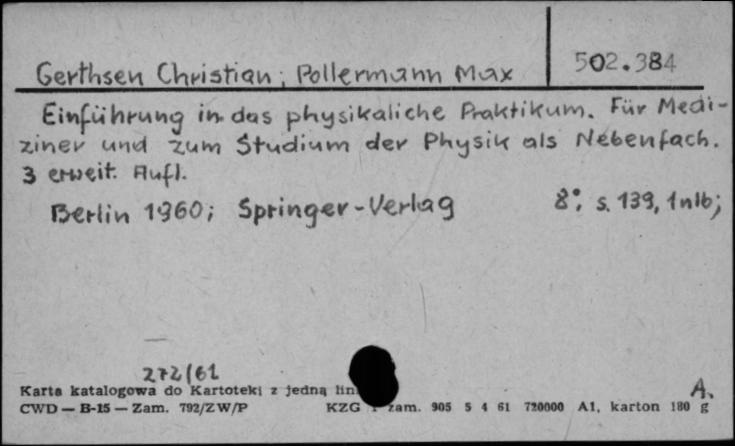 Gerthsen Christian; Pollermann Max
502.384
Einführung in das physikaliche Praktikum. Für Medi-
ziner und zum Studium der Physik als Nebenfach.
3 erweit. Aufl.
Berlin 1960; Springer-Verlag 8°; s. 139, 1nlb;
272/61
Karta katalogowa do Kartoteki z jedną lin
A.
CWD — B-15 — Zam. 792/ZW/P KZG zam. 905 5 4 61 720000 A1, karton 180 g